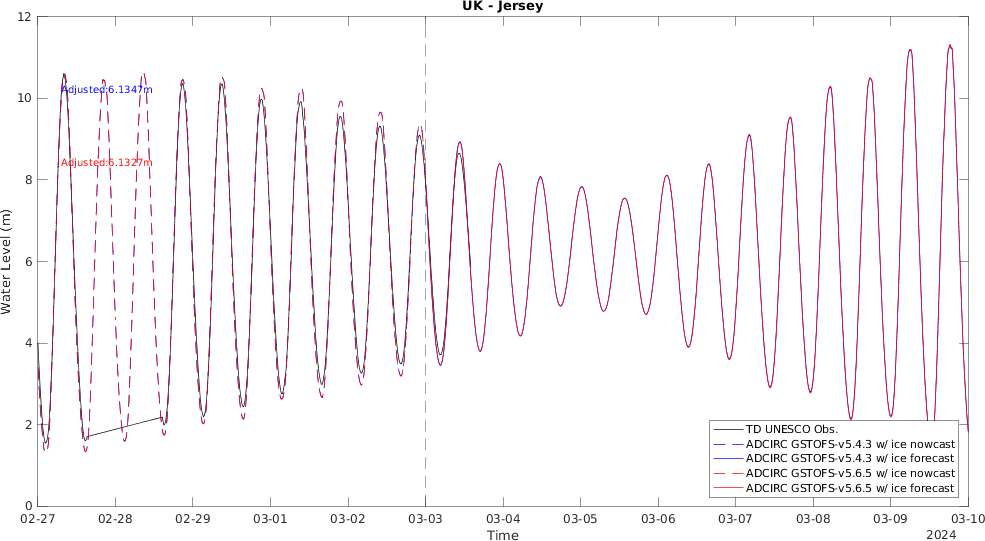 UK - Jersey
12
10
8
6
4
2
0
Water Level (m)
Adjusted:6.1347m
Adjusted:6.1327m
TD UNESCO Obs.
ADCIRC GSTOFS-v5.4.3 w/ ice nowcast
ADCIRC GSTOFS-v5.4.3 w/ ice forecast
ADCIRC GSTOFS-v5.6.5 w/ ice nowcast
ADCIRC GSTOFS-v5.6.5 w/ ice forecast
02-27 02-28 02-29 03-01 03-02 03-03 03-04 03-05 03-06 03-07 03-08 03-09 03-10
Time
2024